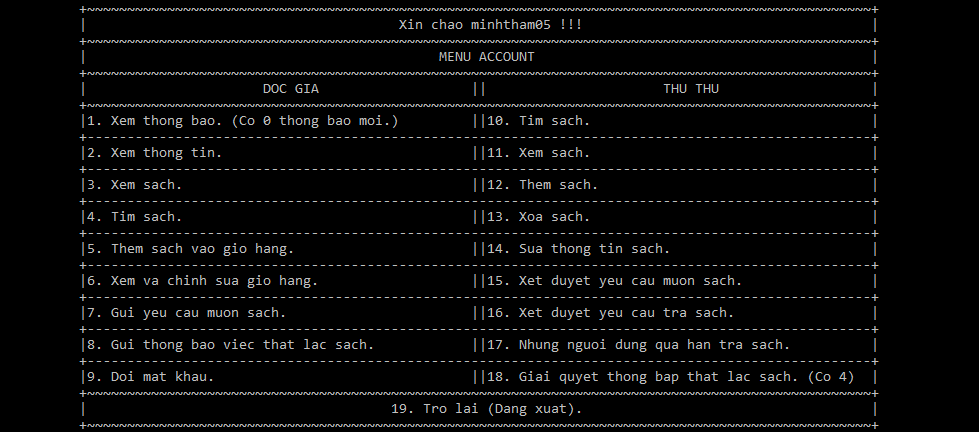 Xin chao minhtham05 !!!
MENU ACCOUNT
DOC GIA || THU THU
1. Xem thong bao. (Co 0 thong bao moi.) ||10. Tim sach.
2. Xem thong tin. ||11. Xem sach.
3. Xem sach. ||12. Them sach.
4. Tim sach. ||13. Xoa sach.
5. Them sach vao gio hang. ||14. Sua thong tin sach.
6. Xem va chinh sua gio hang. ||15. Xet duyet yeu cau muon sach.
7. Gui yeu cau muon sach. ||16. Xet duyet yeu cau tra sach.
8. Gui thong bao viec that lac sach. ||17. Nhung nguoi dung qua han tra sach.
9. Doi mat khau. ||18. Giai quyet thong bap that lac sach. (Co 4)
19. Tro lai (Dang xuat).